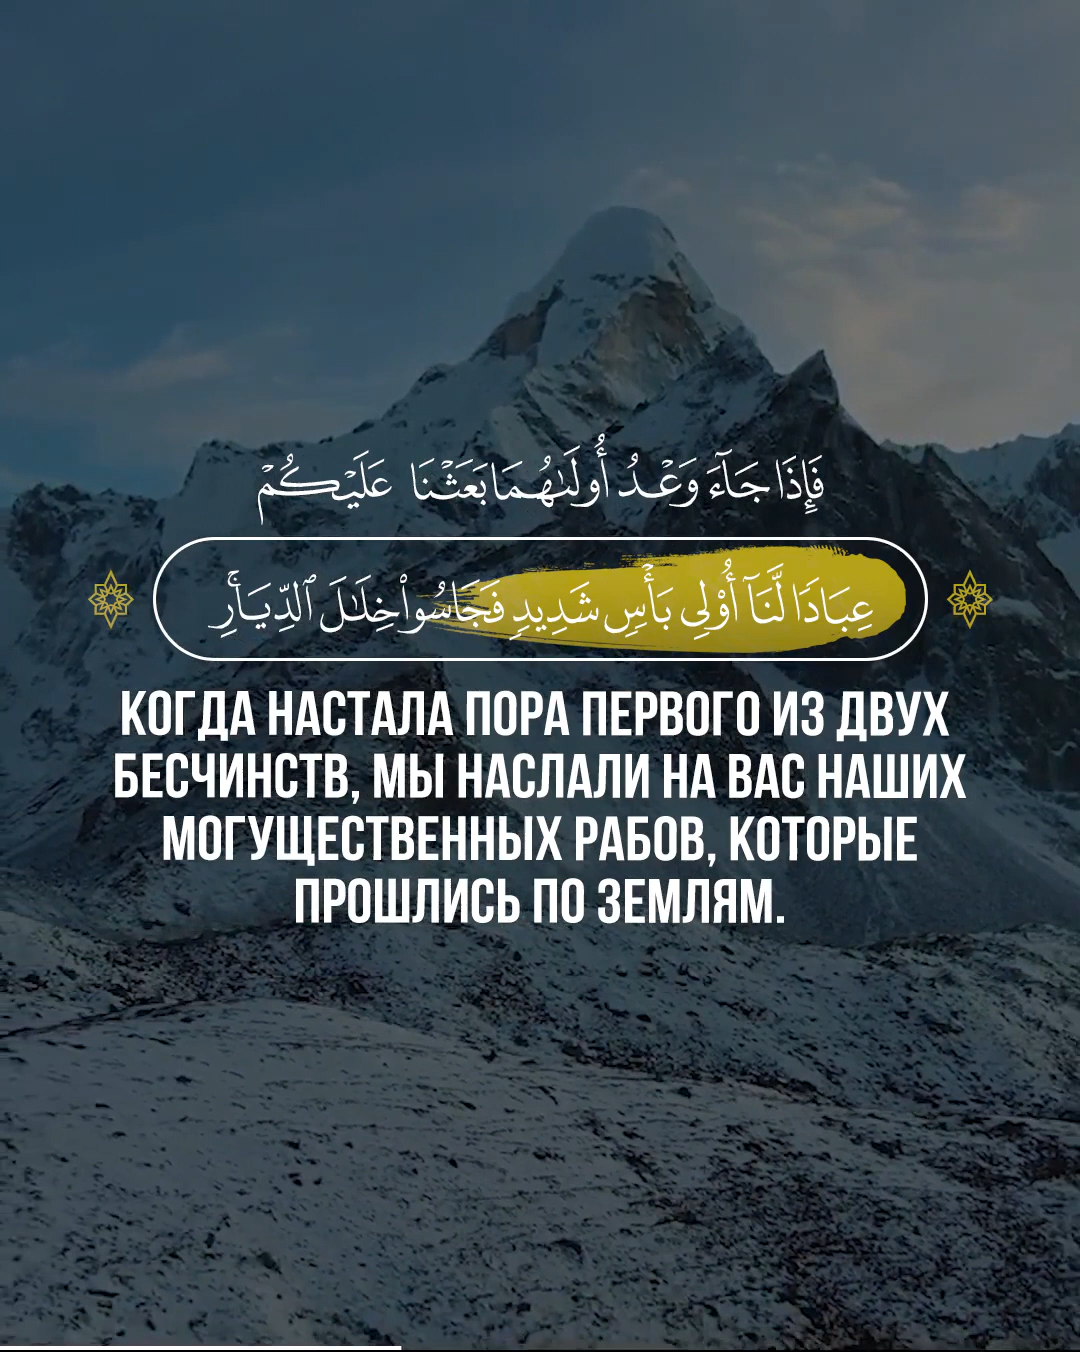 فَإِذَا جَآءَ وَعْدُ أُولَىٰهُمَا بَعَثْنَا عَلَيْكُمْ
عِبَادًا لَّنَآ أُو۟لِى بَأْسٍ شَدِيدٍ فَجَاسُوا۟ خِلَٰلَ ٱلدِّيَارِ ۚ
КОГДА НАСТАЛА ПОРА ПЕРВОГО ИЗ ДВУХ
БЕСЧИНСТВ, МЫ НАСЛАЛИ НА ВАС НАШИХ
МОГУЩЕСТВЕННЫХ РАБОВ, КОТОРЫЕ
ПРОШЛИСЬ ПО ЗЕМЛЯМ.